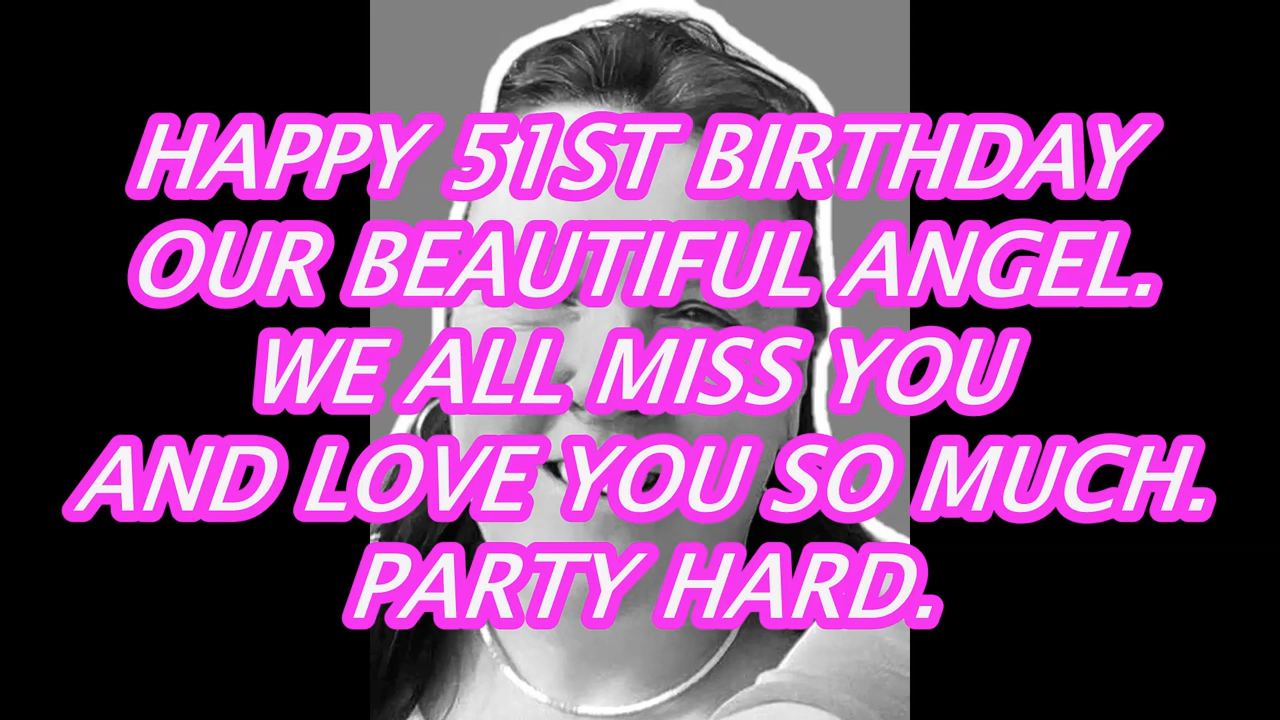 HAPPY 51ST BIRTHDAY
OUR BEAUTIFUL ANGEL.
WE ALL MISS YOU
AND LOVE YOU SO MUCH.
PARTY HARD.